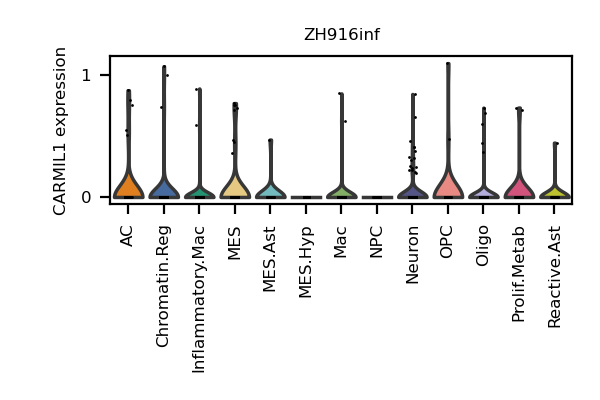 ZH916inf
CARMIL1 expression
1
0
AC
Chromatin.Reg
Inflammatory.Mac
MES
MES.Ast
MES.Hyp
Mac
NPC
Neuron
OPC
Oligo
Prolif.Metab
Reactive.Ast